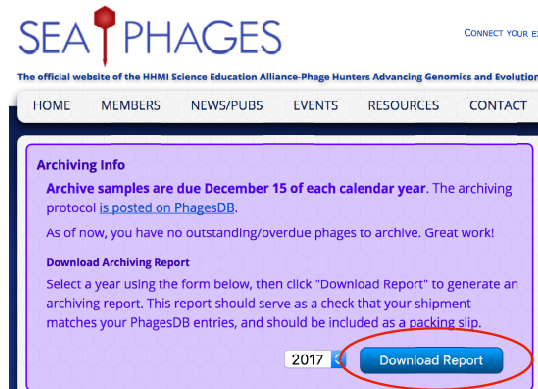 SEA PHAGES
CONNECT YOUR
The official website of the HHMI Science Education Alliance-Phage Hunters Advancing Genomics and Evolution
HOME MEMBERS NEWS/PUBS EVENTS RESOURCES CONTACT
Archiving Info
Archive samples are due December 15 of each calendar year. The archiving
protocol is posted on PhagesDB.
As of now, you have no outstanding/overdue phages to archive. Great work!
Download Archiving Report
Select a year using the form below, then click "Download Report" to generate an
archiving report. This report should serve as a check that your shipment
matches your PhagesDB entries, and should be included as a packing slip.
2017 Download Report